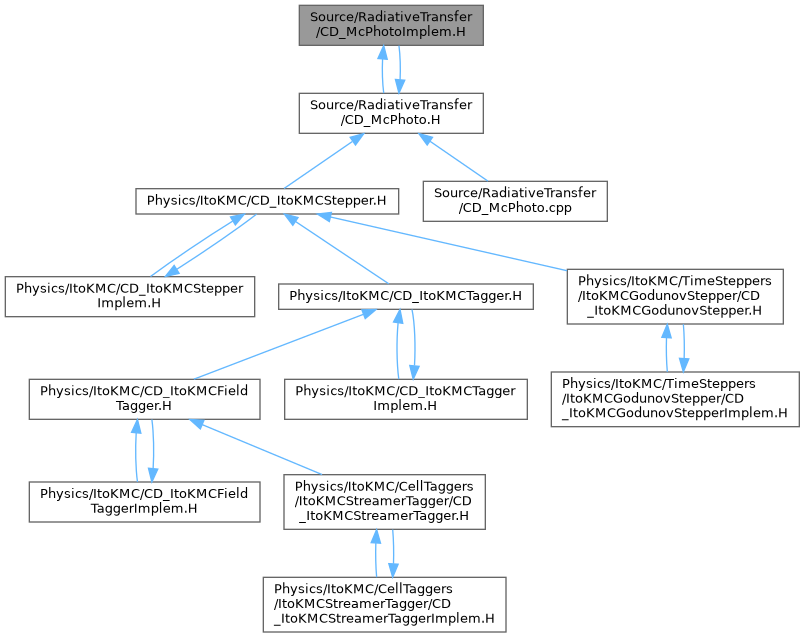 Source/RadiativeTransfer
/CD_McPhotoImplem.H
Source/RadiativeTransfer
/CD_McPhoto.H
Physics/ItoKMC/CD_ItoKMCStepper.H
Source/RadiativeTransfer
/CD_McPhoto.cpp
Physics/ItoKMC/CD_ItoKMCStepper
Implem.H
Physics/ItoKMC/CD_ItoKMCTagger.H
Physics/ItoKMC/TimeSteppers
/ItoKMCGodunovStepper/CD
_ItoKMCGodunovStepper.H
Physics/ItoKMC/CD_ItoKMCField
Tagger.H
Physics/ItoKMC/CD_ItoKMCTagger
Implem.H
Physics/ItoKMC/TimeSteppers
/ItoKMCGodunovStepper/CD
_ItoKMCGodunovStepperImplem.H
Physics/ItoKMC/CD_ItoKMCField
TaggerImplem.H
Physics/ItoKMC/CellTaggers
/ItoKMCStreamerTagger/CD
_ItoKMCStreamerTagger.H
Physics/ItoKMC/CellTaggers
/ItoKMCStreamerTagger/CD
_ItoKMCStreamerTaggerImplem.H